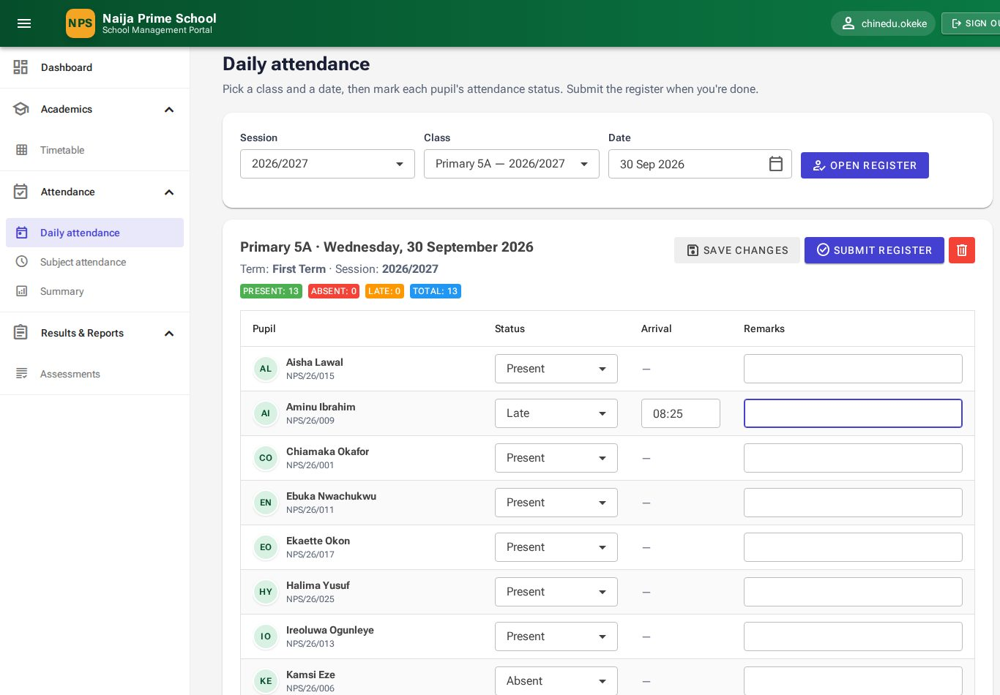 NPS
Naija Prime School
School Management Portal
chinedu.okeke
SIGN OU
Dashboard
Academics
Timetable
Attendance
Daily attendance
Subject attendance
Summary
Results & Reports
Assessments
Daily attendance
Pick a class and a date, then mark each pupil's attendance status. Submit the register when you're done.
Session
Class
Date
2026/2027
Primary 5A — 2026/2027
30 Sep 2026
OPEN REGISTER
Primary 5A · Wednesday, 30 September 2026
SAVE CHANGES
SUBMIT REGISTER
Term: First Term · Session: 2026/2027
PRESENT: 13
ABSENT: 0
LATE: 0
TOTAL: 13
Pupil
Status
Arrival
Remarks
AL
Aisha Lawal
NPS/26/015
Present
—
AI
Aminu Ibrahim
NPS/26/009
Late
08:25
CO
Chiamaka Okafor
NPS/26/001
Present
—
EN
Ebuka Nwachukwu
NPS/26/011
Present
—
EO
Ekaette Okon
NPS/26/017
Present
—
HY
Halima Yusuf
NPS/26/025
Present
—
IO
Ireoluwa Ogunleye
NPS/26/013
Present
—
KE
Kamsi Eze
NPS/26/006
Absent
—